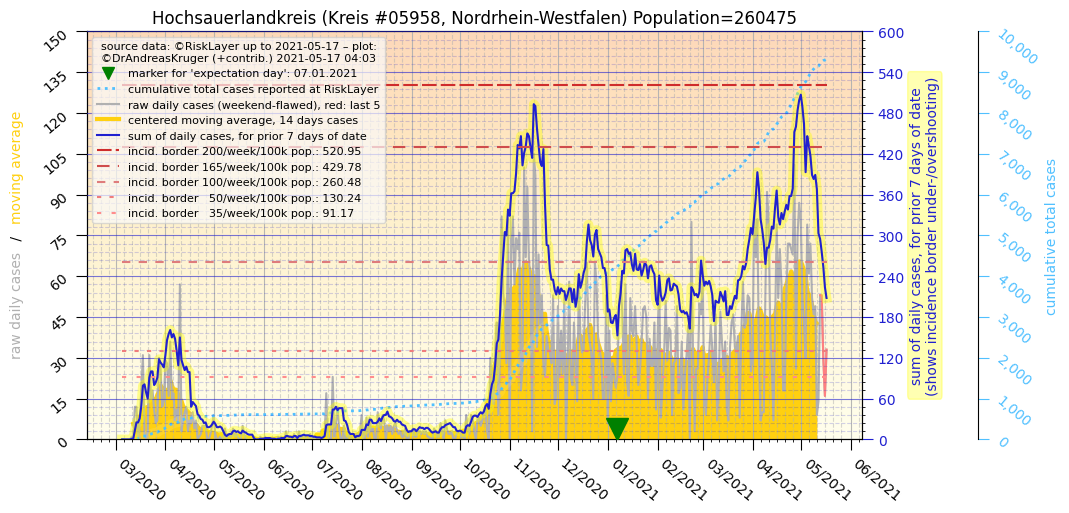 Hochsauerlandkreis (Kreis #05958, Nordrhein-Westfalen) Population=260475
source data: ©RiskLayer up to 2021-05-17 – plot:
©DrAndreasKruger (+contrib.) 2021-05-17 04:03
marker for 'expectation day': 07.01.2021
cumulative total cases reported at RiskLayer
raw daily cases (weekend-flawed), red: last 5
centered moving average, 14 days cases
sum of daily cases, for prior 7 days of date
incid. border 200/week/100k pop.: 520.95
incid. border 165/week/100k pop.: 429.78
incid. border 100/week/100k pop.: 260.48
incid. border 50/week/100k pop.: 130.24
incid. border 35/week/100k pop.: 91.17
raw daily cases / moving average
150
135
120
105
90
75
60
45
30
15
0
03/2020
04/2020
05/2020
06/2020
07/2020
08/2020
09/2020
10/2020
11/2020
12/2020
01/2021
02/2021
03/2021
04/2021
05/2021
06/2021
600
540
480
420
360
300
240
180
120
60
0
sum of daily cases, for prior 7 days of date
(shows incidence border under-/overshooting)
10,000
9,000
8,000
7,000
6,000
5,000
4,000
3,000
2,000
1,000
0
cumulative total cases